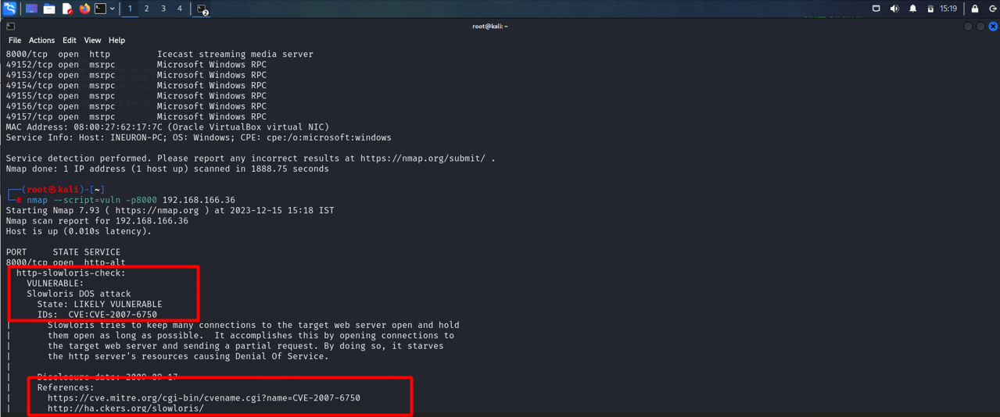 1 2 3 4 2 15:19
root@kali: ~
File Actions Edit View Help
8000/tcp open http Icecast streaming media server
49152/tcp open msrpc Microsoft Windows RPC
49153/tcp open msrpc Microsoft Windows RPC
49154/tcp open msrpc Microsoft Windows RPC
49155/tcp open msrpc Microsoft Windows RPC
49156/tcp open msrpc Microsoft Windows RPC
49157/tcp open msrpc Microsoft Windows RPC
MAC Address: 08:00:27:62:17:7C (Oracle VirtualBox virtual NIC)
Service Info: Host: INEURON-PC; OS: Windows; CPE: cpe:/o:microsoft:windows
Service detection performed. Please report any incorrect results at https://nmap.org/submit/ .
Nmap done: 1 IP address (1 host up) scanned in 1888.75 seconds
(root㉿kali)-[~]
# nmap --script=vuln -p8000 192.168.166.36
Starting Nmap 7.93 ( https://nmap.org ) at 2023-12-15 15:18 IST
Nmap scan report for 192.168.166.36
Host is up (0.010s latency).
PORT STATE SERVICE
8000/tcp open http-alt
http-slowloris-check:
VULNERABLE:
Slowloris DOS attack
State: LIKELY VULNERABLE
IDs: CVE:CVE-2007-6750
| Slowloris tries to keep many connections to the target web server open and hold
| them open as long as possible. It accomplishes this by opening connections to
| the target web server and sending a partial request. By doing so, it starves
| the http server's resources causing Denial Of Service.
|
| Disclosure date: 2009-09-17
| References:
| https://cve.mitre.org/cgi-bin/cvename.cgi?name=CVE-2007-6750
| http://ha.ckers.org/slowloris/